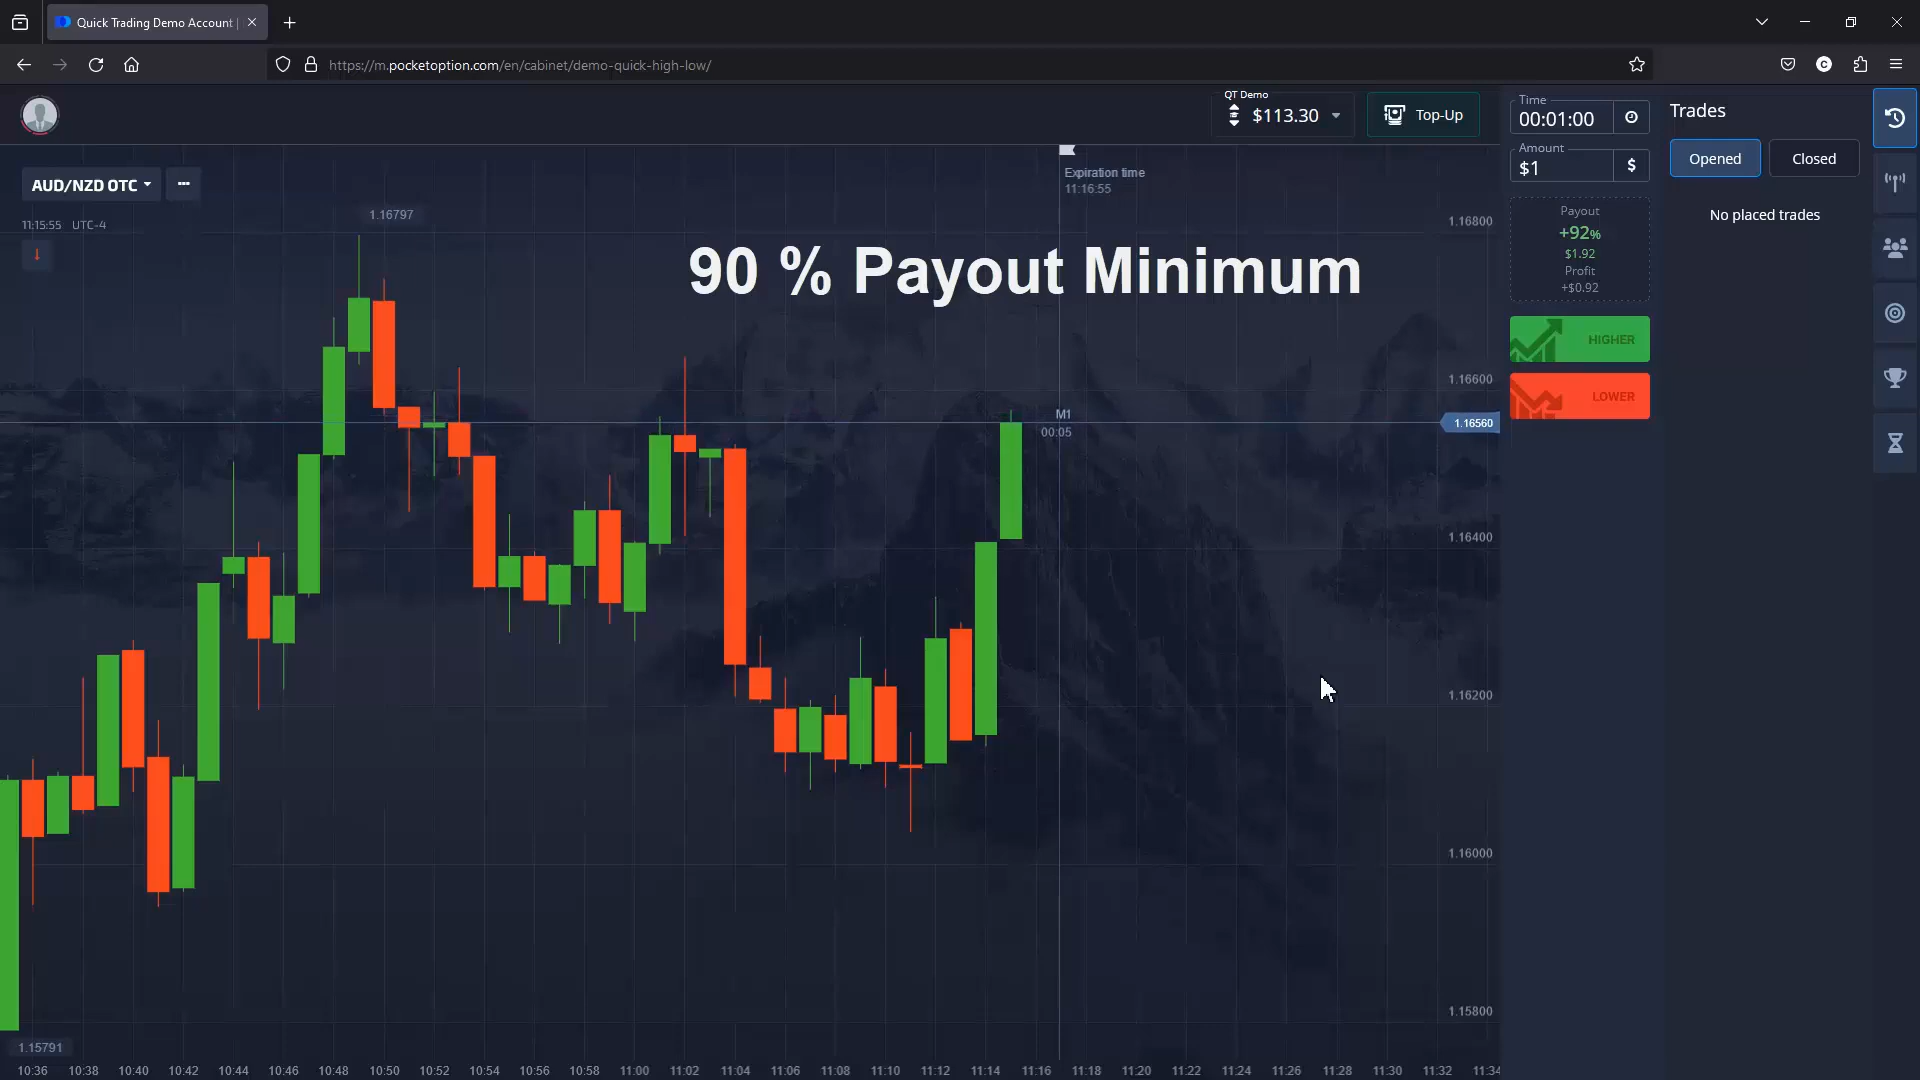 Quick Trading Demo Account |
https://m.pocketoption.com/en/cabinet/demo-quick-high-low/
QT Demo
$113.30
Top-Up
Time
00:01:00
Amount
$1
$
Payout
+92%
$1.92
Profit
+$0.92
HIGHER
LOWER
Trades
Opened
Closed
No placed trades
AUD/NZD OTC
11:15:55 UTC-4
Expiration time
11:16:55
90 % Payout Minimum
1.16797
M1
00:05
1.16800
1.16600
1.16560
1.16400
1.16200
1.16000
1.15800
1.15791
10:36 10:38 10:40 10:42 10:44 10:46 10:48 10:50 10:52 10:54 10:56 10:58 11:00 11:02 11:04 11:06 11:08 11:10 11:12 11:14 11:16 11:18 11:20 11:22 11:24 11:26 11:28 11:30 11:32 11:34